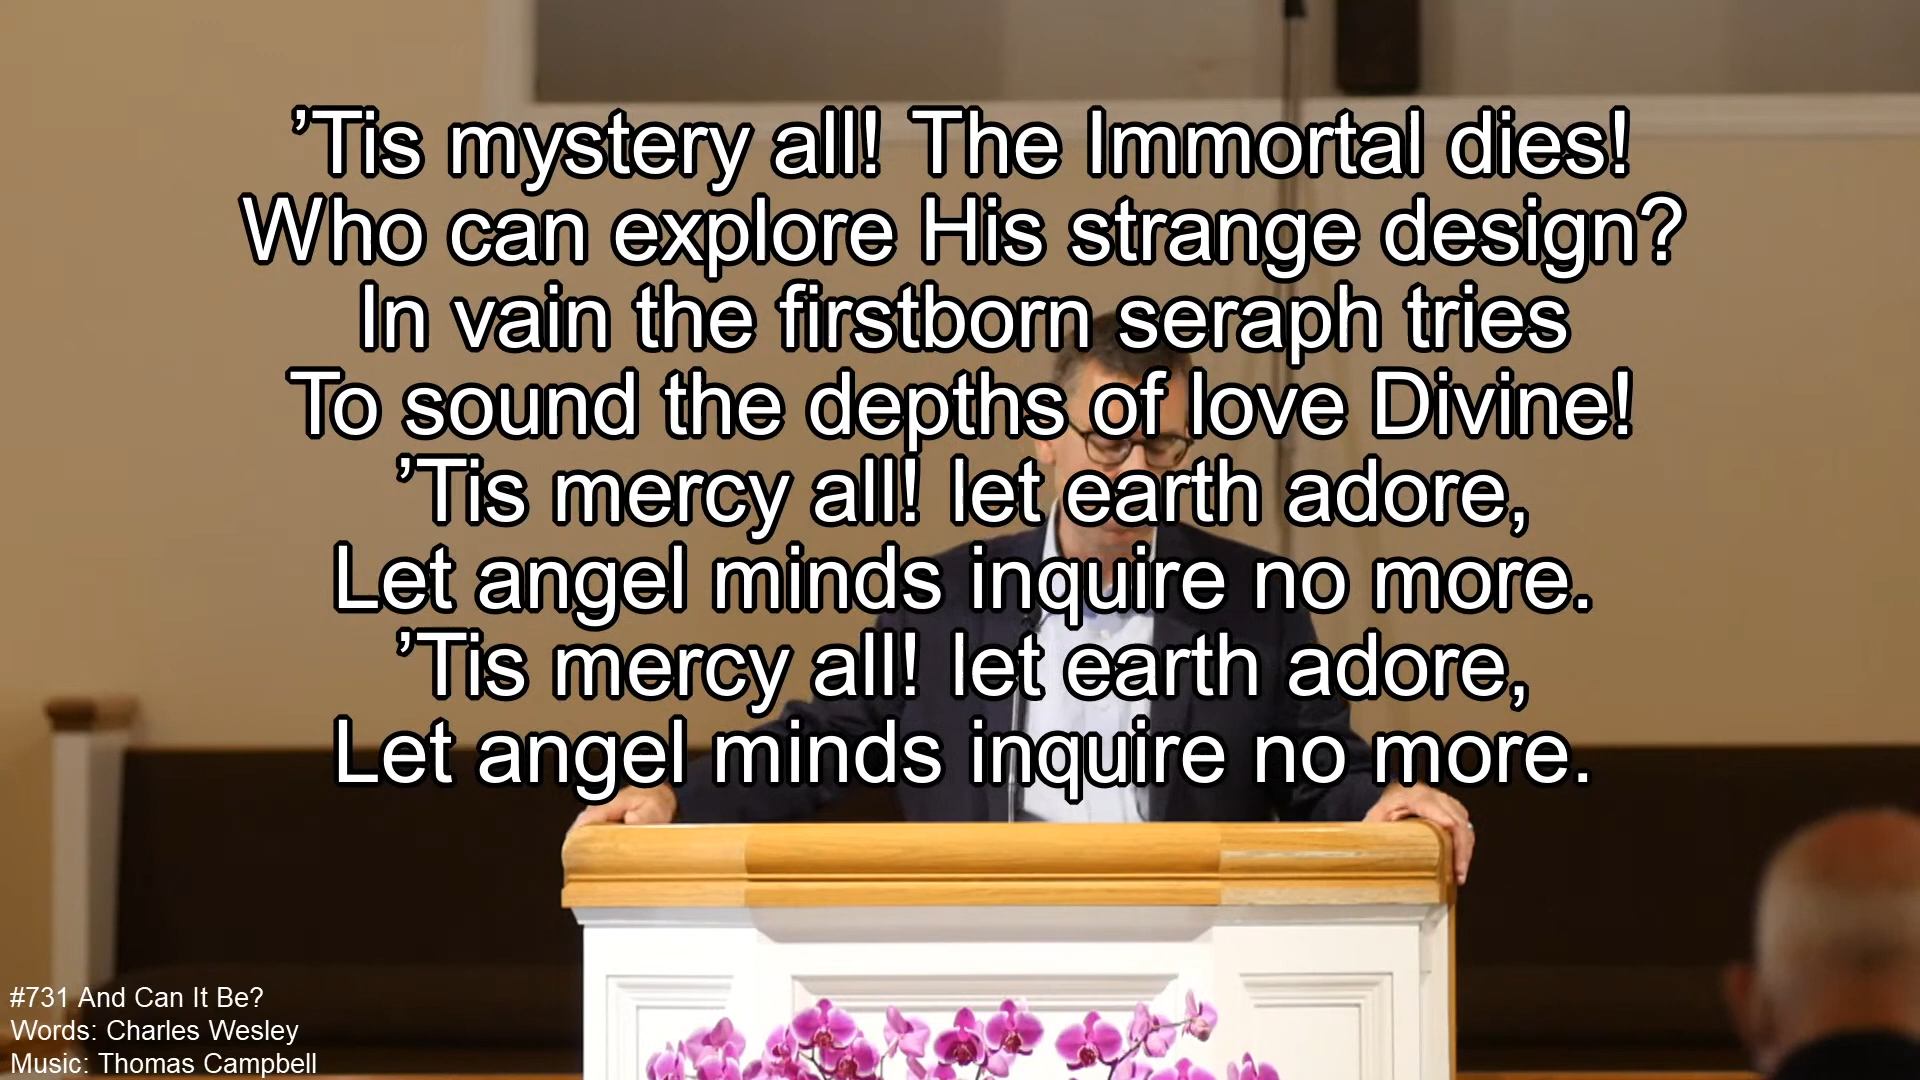 ’Tis mystery all! The Immortal dies!
Who can explore His strange design?
In vain the firstborn seraph tries
To sound the depths of love Divine!
’Tis mercy all! let earth adore,
Let angel minds inquire no more.
’Tis mercy all! let earth adore,
Let angel minds inquire no more.
#731 And Can It Be?
Words: Charles Wesley
Music: Thomas Campbell